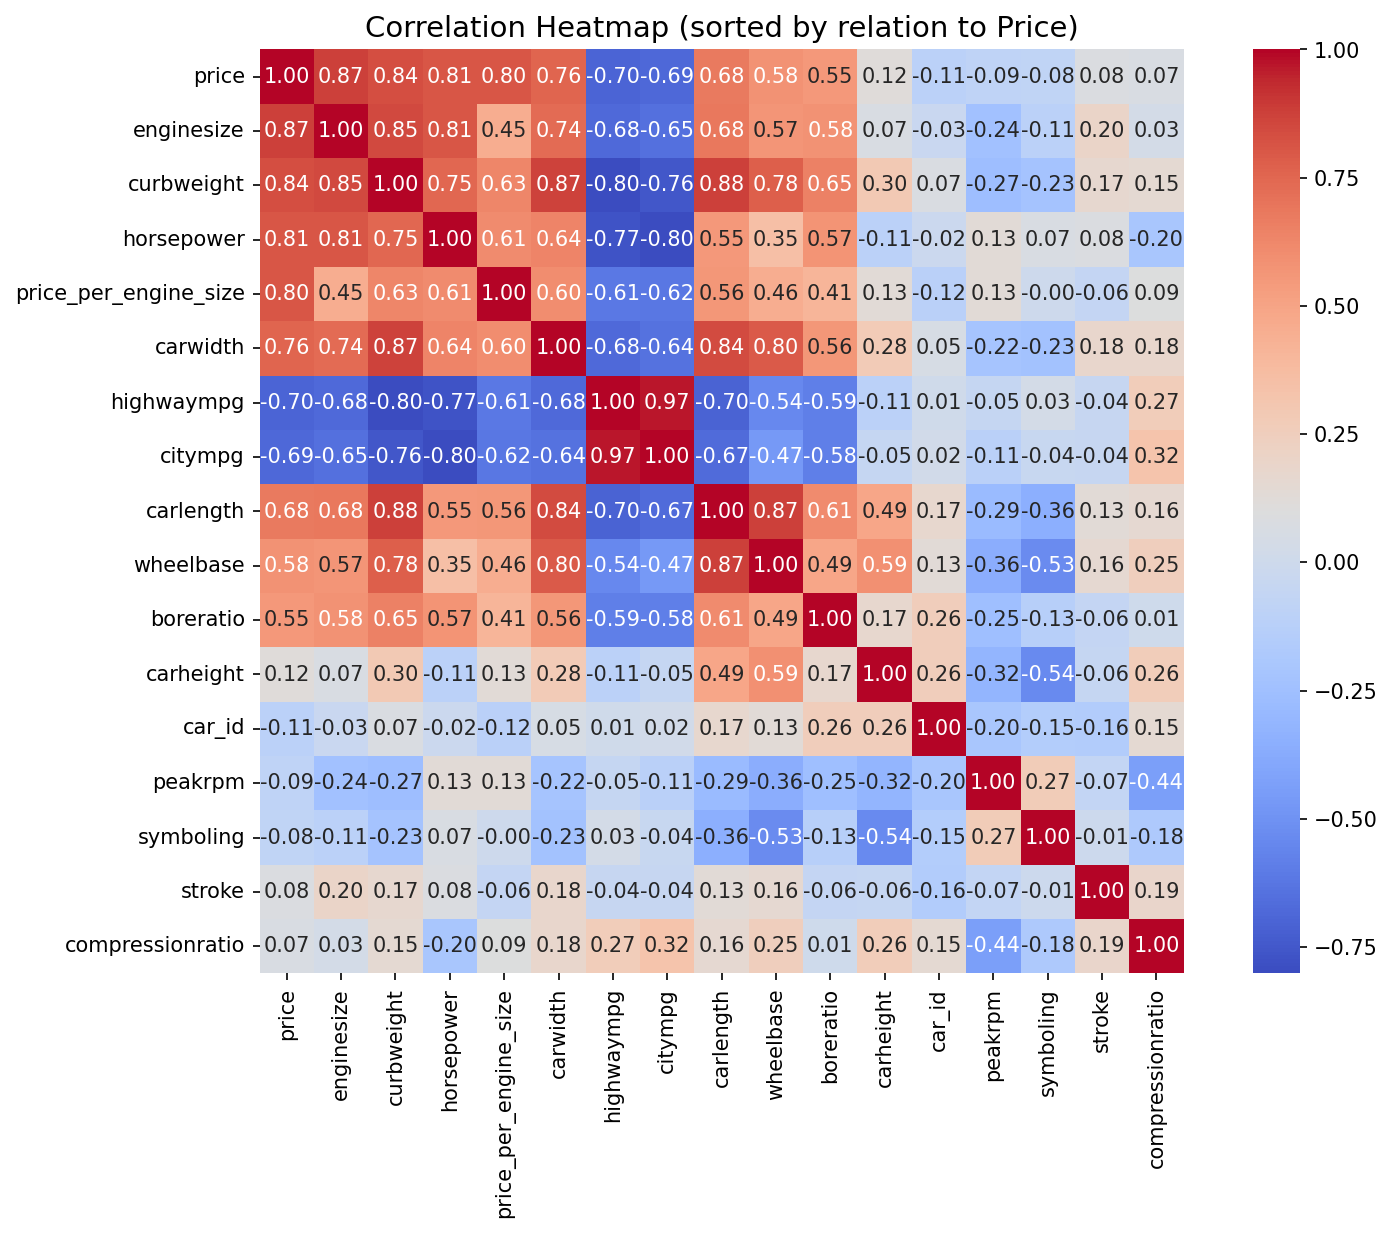 Correlation Heatmap (sorted by relation to Price)
price 1.00 0.87 0.84 0.81 0.80 0.76 -0.70 -0.69 0.68 0.58 0.55 0.12 -0.11 -0.09 -0.08 0.08 0.07
enginesize 0.87 1.00 0.85 0.81 0.45 0.74 -0.68 -0.65 0.68 0.57 0.58 0.07 -0.03 -0.24 -0.11 0.20 0.03
curbweight 0.84 0.85 1.00 0.75 0.63 0.87 -0.80 -0.76 0.88 0.78 0.65 0.30 0.07 -0.27 -0.23 0.17 0.15
horsepower 0.81 0.81 0.75 1.00 0.61 0.64 -0.77 -0.80 0.55 0.35 0.57 -0.11 -0.02 0.13 0.07 0.08 -0.20
price_per_engine_size 0.80 0.45 0.63 0.61 1.00 0.60 -0.61 -0.62 0.56 0.46 0.41 0.13 -0.12 0.13 -0.00 -0.06 0.09
carwidth 0.76 0.74 0.87 0.64 0.60 1.00 -0.68 -0.64 0.84 0.80 0.56 0.28 0.05 -0.22 -0.23 0.18 0.18
highwaympg -0.70 -0.68 -0.80 -0.77 -0.61 -0.68 1.00 0.97 -0.70 -0.54 -0.59 -0.11 0.01 -0.05 0.03 -0.04 0.27
citympg -0.69 -0.65 -0.76 -0.80 -0.62 -0.64 0.97 1.00 -0.67 -0.47 -0.58 -0.05 0.02 -0.11 -0.04 -0.04 0.32
carlength 0.68 0.68 0.88 0.55 0.56 0.84 -0.70 -0.67 1.00 0.87 0.61 0.49 0.17 -0.29 -0.36 0.13 0.16
wheelbase 0.58 0.57 0.78 0.35 0.46 0.80 -0.54 -0.47 0.87 1.00 0.49 0.59 0.13 -0.36 -0.53 0.16 0.25
boreratio 0.55 0.58 0.65 0.57 0.41 0.56 -0.59 -0.58 0.61 0.49 1.00 0.17 0.26 -0.25 -0.13 -0.06 0.01
carheight 0.12 0.07 0.30 -0.11 0.13 0.28 -0.11 -0.05 0.49 0.59 0.17 1.00 0.26 -0.32 -0.54 -0.06 0.26
car_id -0.11 -0.03 0.07 -0.02 -0.12 0.05 0.01 0.02 0.17 0.13 0.26 0.26 1.00 -0.20 -0.15 -0.16 0.15
peakrpm -0.09 -0.24 -0.27 0.13 0.13 -0.22 -0.05 -0.11 -0.29 -0.36 -0.25 -0.32 -0.20 1.00 0.27 -0.07 -0.44
symboling -0.08 -0.11 -0.23 0.07 -0.00 -0.23 0.03 -0.04 -0.36 -0.53 -0.13 -0.54 -0.15 0.27 1.00 -0.01 -0.18
stroke 0.08 0.20 0.17 0.08 -0.06 0.18 -0.04 -0.04 0.13 0.16 -0.06 -0.06 -0.16 -0.07 -0.01 1.00 0.19
compressionratio 0.07 0.03 0.15 -0.20 0.09 0.18 0.27 0.32 0.16 0.25 0.01 0.26 0.15 -0.44 -0.18 0.19 1.00
price
enginesize
curbweight
horsepower
price_per_engine_size
carwidth
highwaympg
citympg
carlength
wheelbase
boreratio
carheight
car_id
peakrpm
symboling
stroke
compressionratio
1.00
0.75
0.50
0.25
0.00
−0.25
−0.50
−0.75